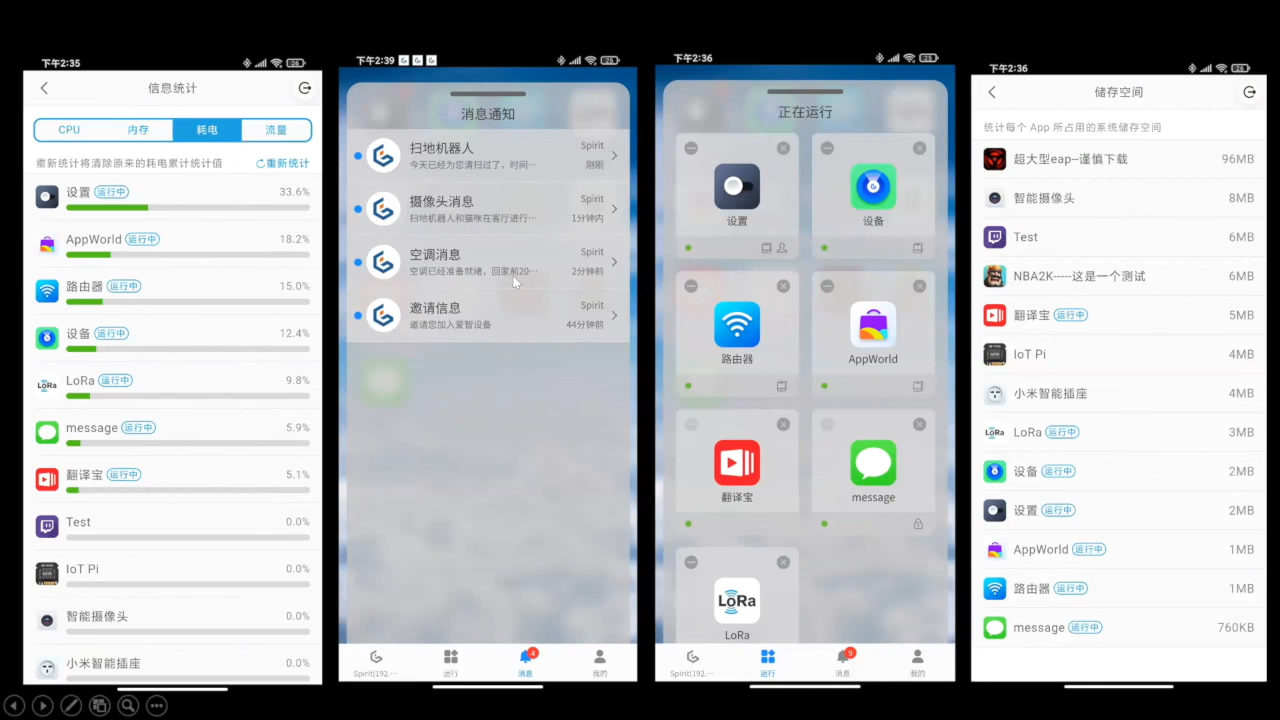 下午2:35
26
信息统计
CPU
内存
耗电
流量
重新统计将清除原来的耗电累计统计值
重新统计
设置 运行中
33.6%
AppWorld 运行中
18.2%
路由器 运行中
15.0%
设备 运行中
12.4%
LoRa
LoRa 运行中
9.8%
message 运行中
5.9%
翻译宝 运行中
5.1%
Test
0.0%
IoT Pi
0.0%
智能摄像头
0.0%
小米智能插座
0.0%
下午2:39
25
消息通知
扫地机器人
Spirit
今天已经为您清扫过了，时间…
刚刚
摄像头消息
Spirit
扫地机器人和猫咪在客厅进行…
1分钟内
空调消息
Spirit
空调已经准备就绪，回家前20…
2分钟前
邀请信息
Spirit
邀请您加入爱智设备
44分钟前
4
Spirit(192.…
运行
消息
我的
下午2:36
25
正在运行
设置
设备
路由器
AppWorld
翻译宝
message
LoRa
LoRa
9
Spirit(192.…
运行
消息
我的
下午2:36
26
储存空间
统计每个 App 所占用的系统储存空间
超大型eap--谨慎下载
96MB
智能摄像头
8MB
Test
6MB
NBA2K-----这是一个测试
6MB
翻译宝 运行中
5MB
IoT Pi
4MB
小米智能插座
4MB
LoRa
LoRa 运行中
3MB
设备 运行中
2MB
设置 运行中
2MB
AppWorld 运行中
1MB
路由器 运行中
1MB
message 运行中
760KB